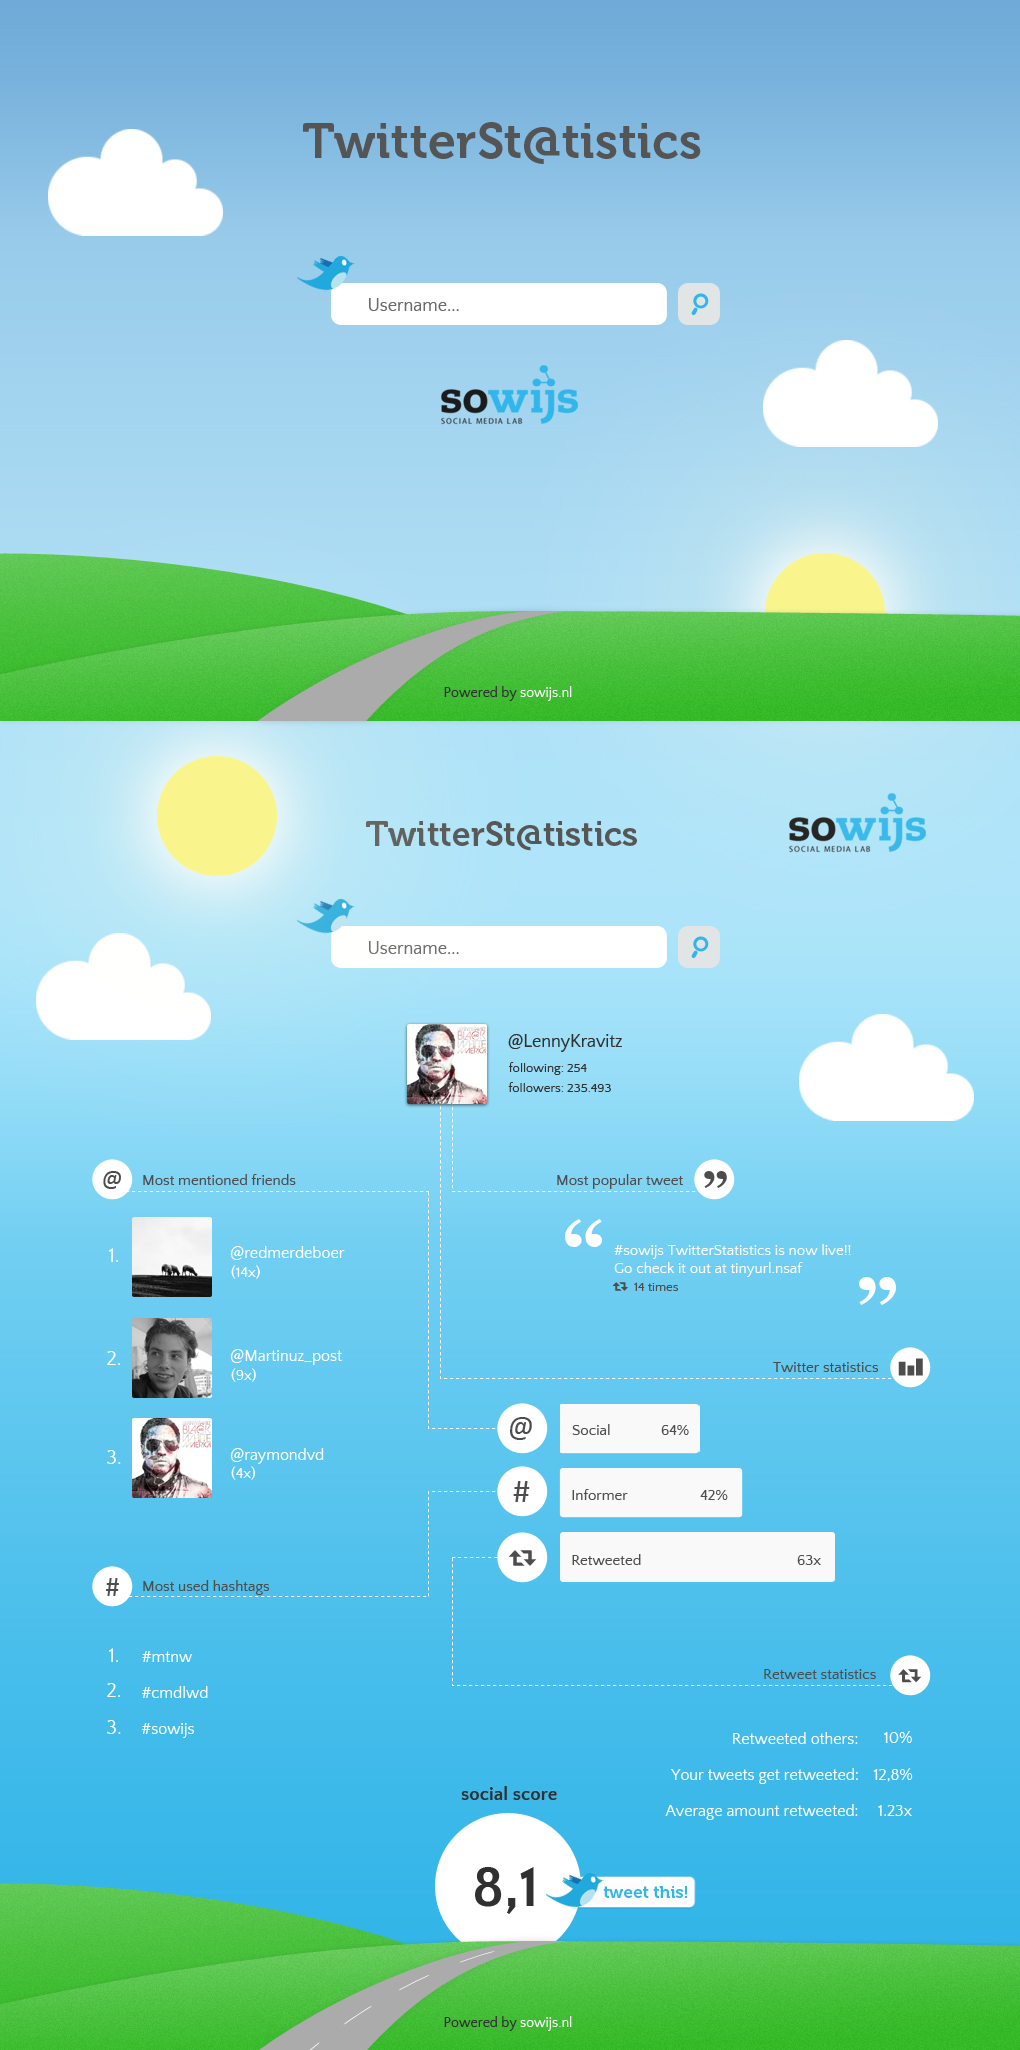 TwitterSt@tistics
Username...
sowijs
SOCIAL MEDIA LAB
Powered by sowijs.nl
TwitterSt@tistics
sowijs
SOCIAL MEDIA LAB
Username...
@LennyKravitz
following: 254
followers: 235.493
@ Most mentioned friends
1. @redmerdeboer
(14x)
2. @Martinuz_post
(9x)
3. @raymondvd
(4x)
Most popular tweet ”
“
#sowijs TwitterStatistics is now live!!
Go check it out at tinyurl.nsaf
14 times
”
Twitter statistics
@ Social 64%
# Informer 42%
Retweeted 63x
# Most used hashtags
1. #mtnw
2. #cmdlwd
3. #sowijs
Retweet statistics
Retweeted others: 10%
Your tweets get retweeted: 12,8%
Average amount retweeted: 1.23x
social score
8,1
tweet this!
Powered by sowijs.nl